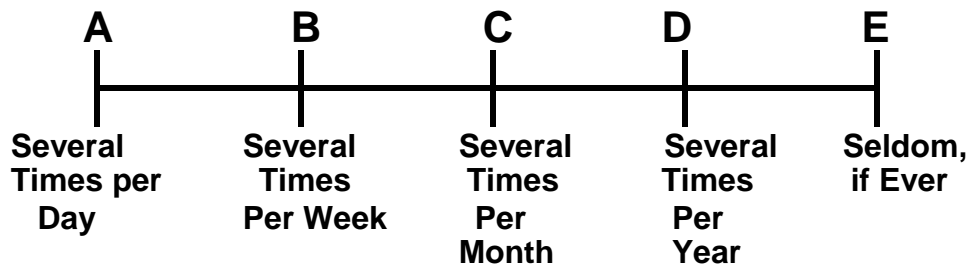 A B C D E
Several Several Several Several Seldom,
Times per Times Times Times if Ever
Day Per Week Per Per
Month Year